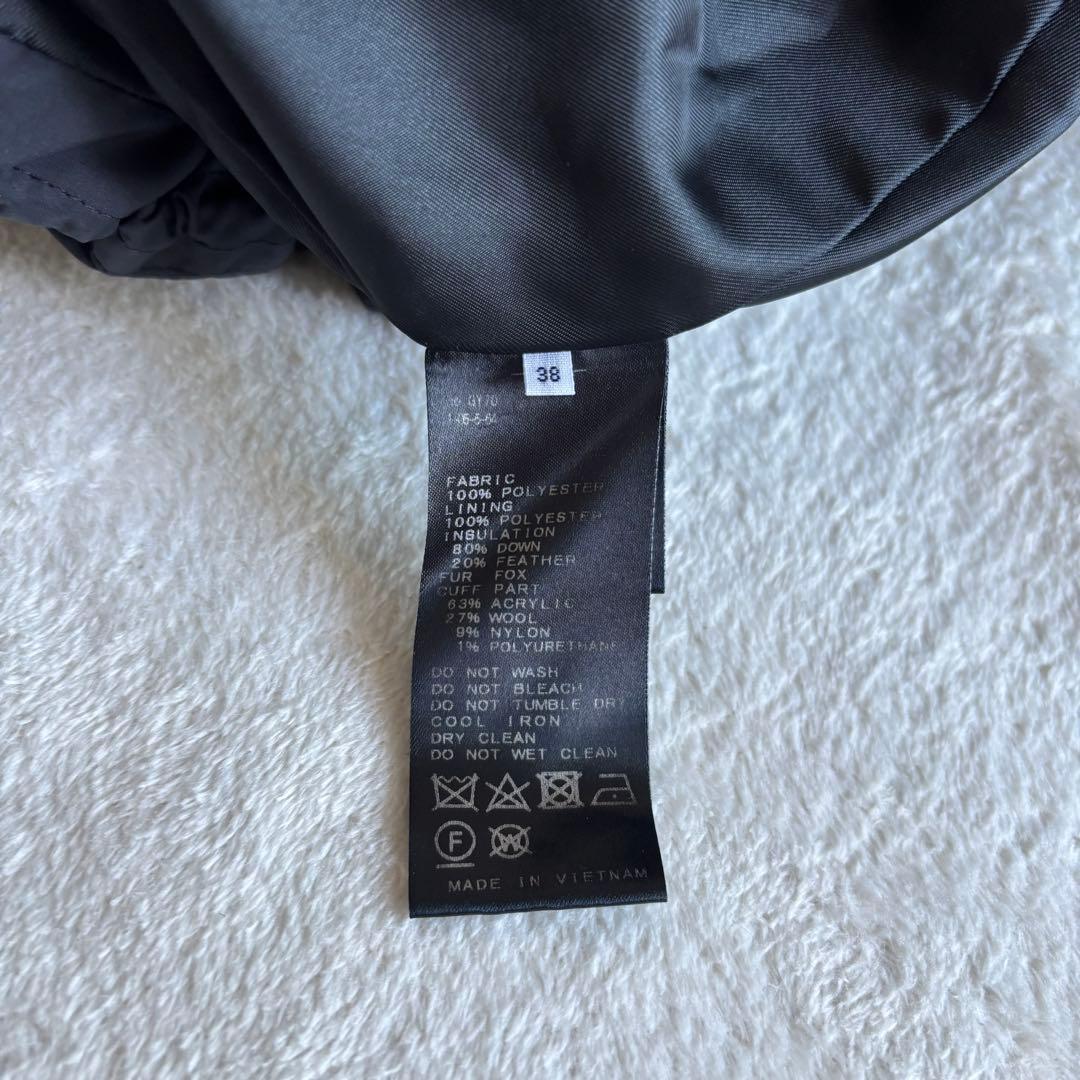 38
FABRIC
100% POLYESTER
LINING
100% POLYESTER
INSULATION
80% DOWN
20% FEATHER
FUR FOX
CUFF PART
63% ACRYLIC
27% WOOL
9% NYLON
1% POLYURETHANE
DO NOT WASH
DO NOT BLEACH
DO NOT TUMBLE DRY
COOL IRON
DRY CLEAN
DO NOT WET CLEAN
F W
MADE IN VIETNAM